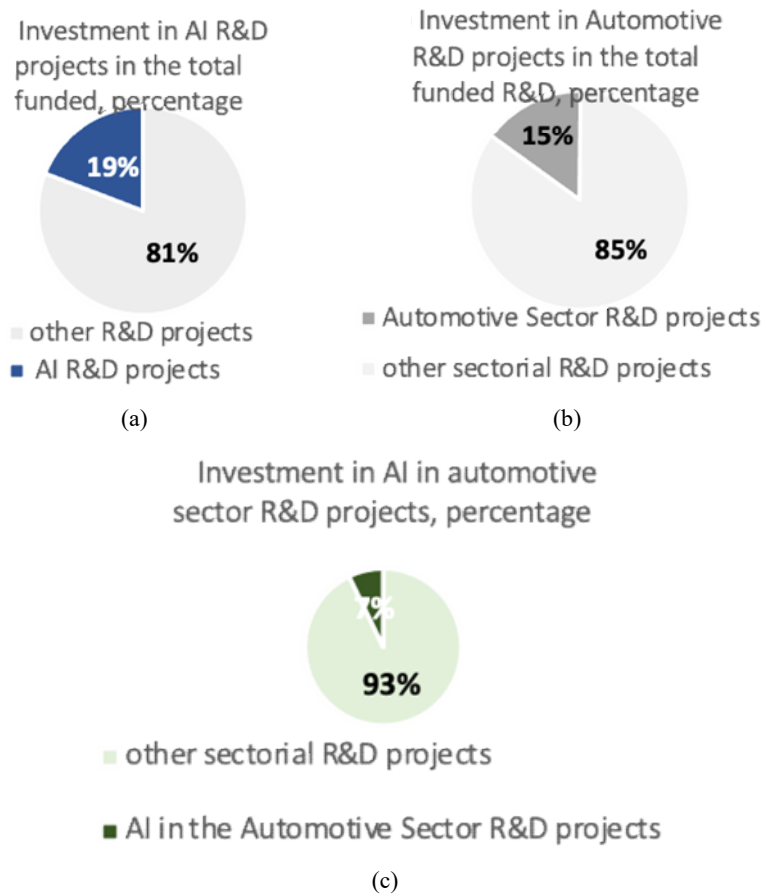 Investment in AI R&D
projects in the total
funded, percentage
19%
81%
other R&D projects
AI R&D projects
(a)
Investment in Automotive
R&D projects in the total
funded R&D, percentage
15%
85%
Automotive Sector R&D projects
other sectorial R&D projects
(b)
Investment in AI in automotive
sector R&D projects, percentage
7%
93%
other sectorial R&D projects
AI in the Automotive Sector R&D projects
(c)